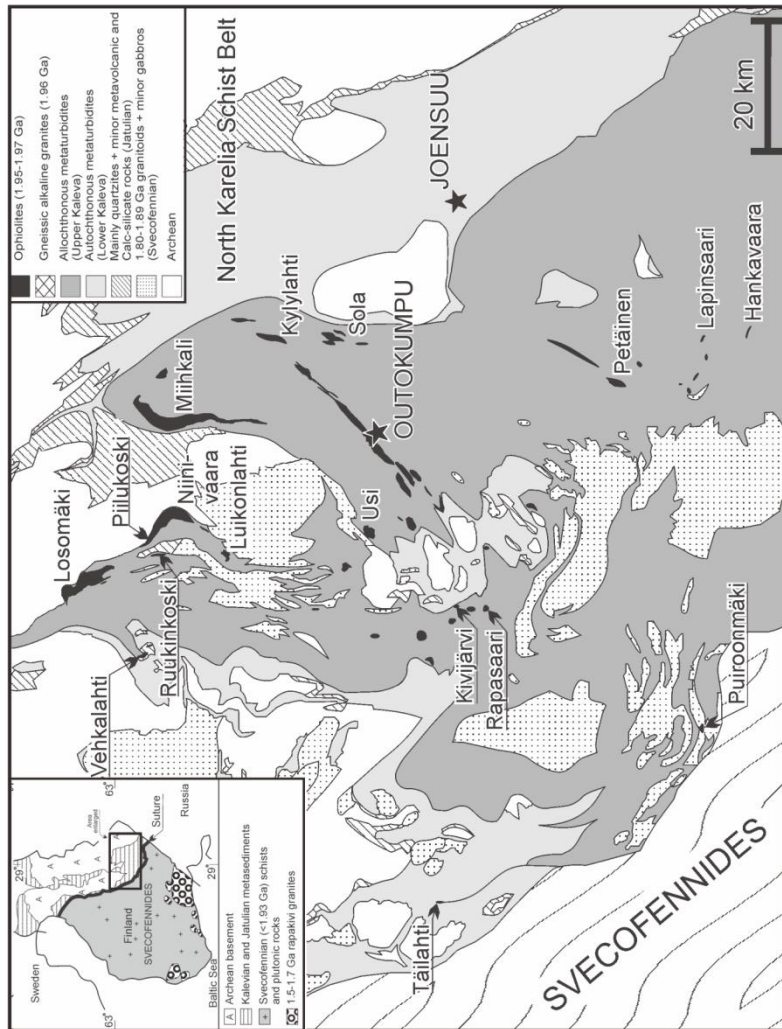 Ophiolites (1.95-1.97 Ga)
Gneissic alkaline granites (1.96 Ga)
Allochthonous metaturbidites
(Upper Kaleva)
Autochthonous metaturbidites
(Lower Kaleva)
Mainly quartzites + minor metavolcanic and
Calc-silicate rocks (Jatulian)
1.80-1.89 Ga granitoids + minor gabbros
(Svecofennian)
Archean
Sweden
29°
63°
Area
enlarged
A
A
A
A
A
Suture
Finland
SVECOFENNIDES
Russia
63°
Baltic Sea
29°
A Archean basement
Kalevian and Jatulian metasediments
Svecofennian (<1.93 Ga) schists
and plutonic rocks
1.5-1.7 Ga rapakivi granites
North Karelia Schist Belt
Losomäki
Piilukoski
Niini-
vaara
Luikonlahti
Miihkali
Kylylahti
Sola
JOENSUU
OUTOKUMPU
Vehkalahti
Ruukinkoski
Usi
Kivijärvi
Rapasaari
Petäinen
Lapinsaari
Hankavaara
Täilahti
Puiroonmäki
SVECOFENNIDES
20 km